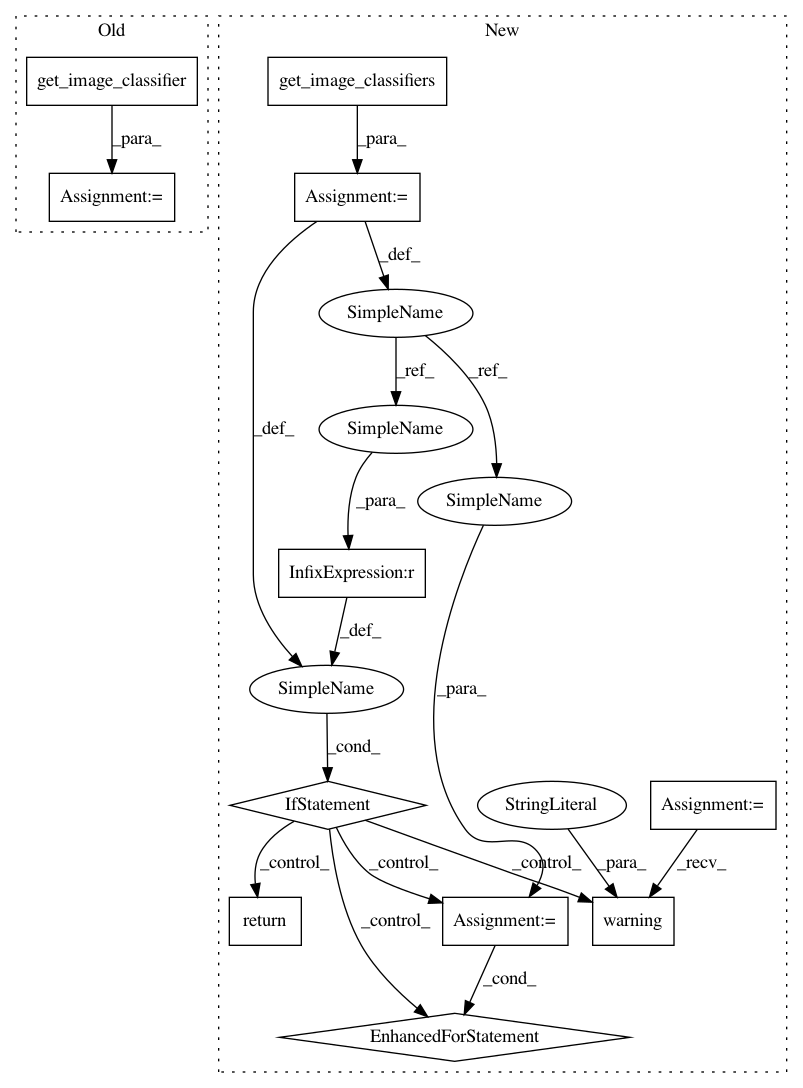 Old
New
get_image_classifier
get_image_classifiers
_para_
_para_
Assignment:=
Assignment:=
_def_
SimpleName
_ref_
_ref_
_def_
SimpleName
SimpleName
_para_
InfixExpression:r
_def_
SimpleName
_para_
_cond_
IfStatement
StringLiteral
Assignment:=
_control_
_control_
_control_
_para_
_recv_
_control_
return
Assignment:=
warning
_cond_
EnhancedForStatement